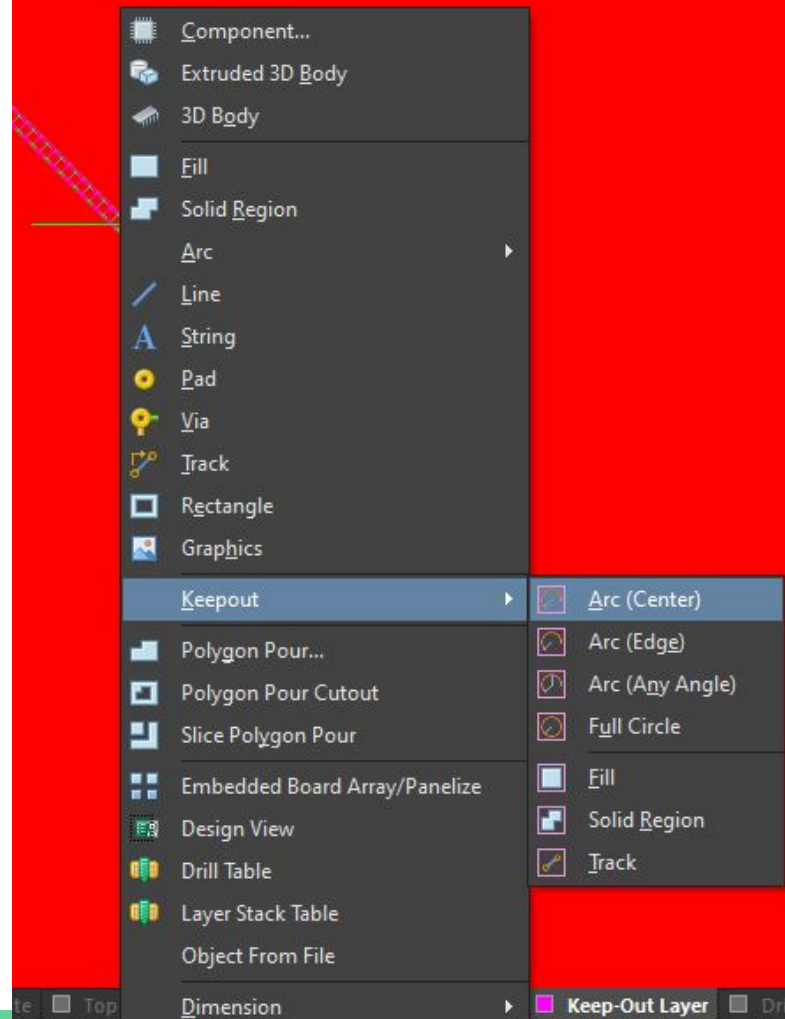 Component...
Extruded 3D Body
3D Body
Fill
Solid Region
Arc
Line
String
Pad
Via
Track
Rectangle
Graphics
Keepout
Arc (Center)
Arc (Edge)
Arc (Any Angle)
Full Circle
Fill
Solid Region
Track
Polygon Pour...
Polygon Pour Cutout
Slice Polygon Pour
Embedded Board Array/Panelize
Design View
Drill Table
Layer Stack Table
Object From File
Dimension
Top
Keep-Out Layer